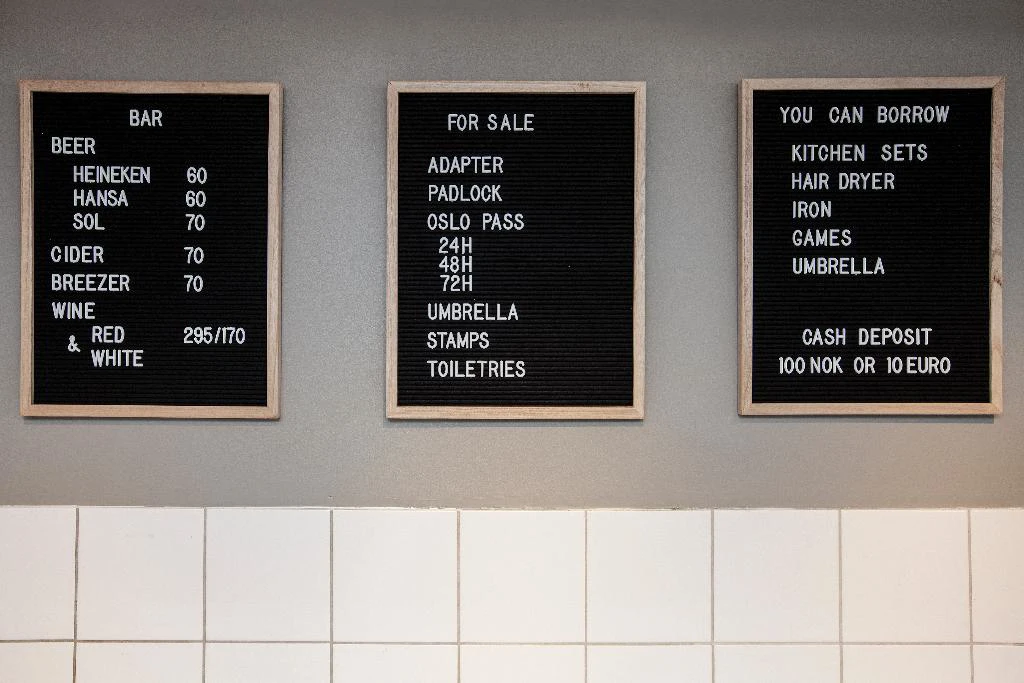 BAR
BEER
HEINEKEN 60
HANSA 60
SOL 70
CIDER 70
BREEZER 70
WINE
& RED 295/170
WHITE
FOR SALE
ADAPTER
PADLOCK
OSLO PASS
24H
48H
72H
UMBRELLA
STAMPS
TOILETRIES
YOU CAN BORROW
KITCHEN SETS
HAIR DRYER
IRON
GAMES
UMBRELLA
CASH DEPOSIT
100 NOK OR 10 EURO